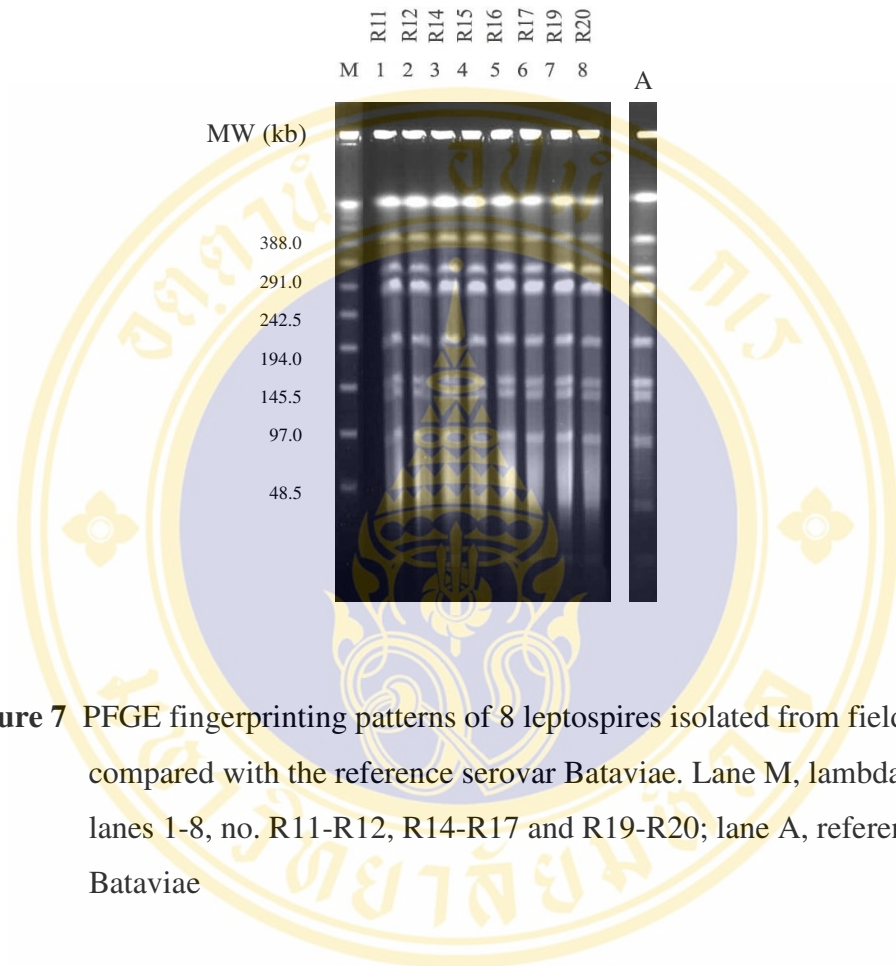 R11 R12 R14 R15 R16 R17 R19 R20
M 1 2 3 4 5 6 7 8 A
MW (kb)
388.0
291.0
242.5
194.0
145.5
97.0
48.5
ure 7 PFGE fingerprinting patterns of 8 leptospires isolated from field
compared with the reference serovar Bataviae. Lane M, lambda
lanes 1-8, no. R11-R12, R14-R17 and R19-R20; lane A, referen
Bataviae